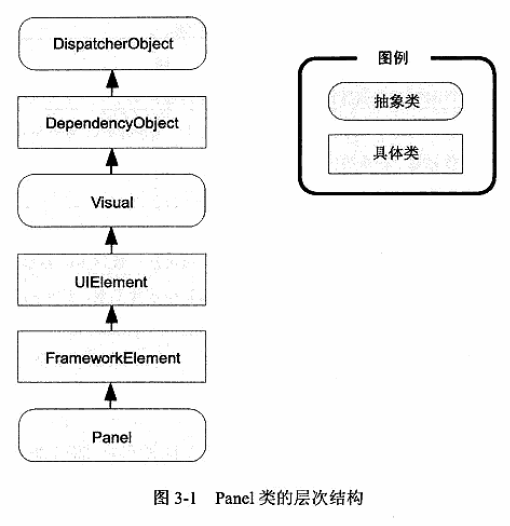 DispatcherObject
DependencyObject
Visual
UIElement
FrameworkElement
Panel
图例
抽象类
具体类
图 3-1 Panel 类的层次结构